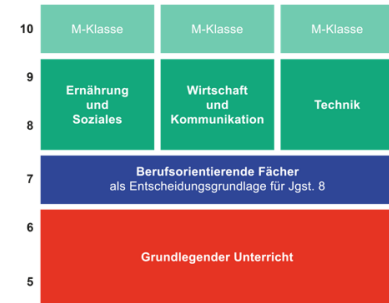 10 M-Klasse M-Klasse M-Klasse
9
Ernährung
und
Soziales
Wirtschaft
und
Kommunikation
Technik
8
7
Berufsorientierende Fächer
als Entscheidungsgrundlage für Jgst. 8
6
Grundlegender Unterricht
5